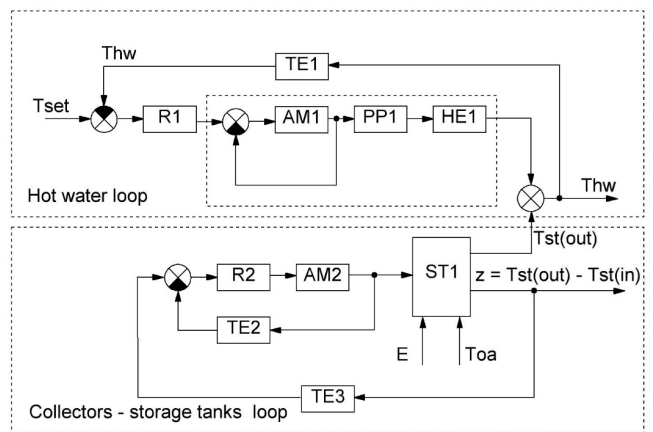 Thw
TE1
Tset
R1
AM1
PP1
HE1
Thw
Hot water loop
Tst(out)
R2
AM2
ST1
z = Tst(out) - Tst(in)
TE2
E
Toa
TE3
Collectors - storage tanks loop